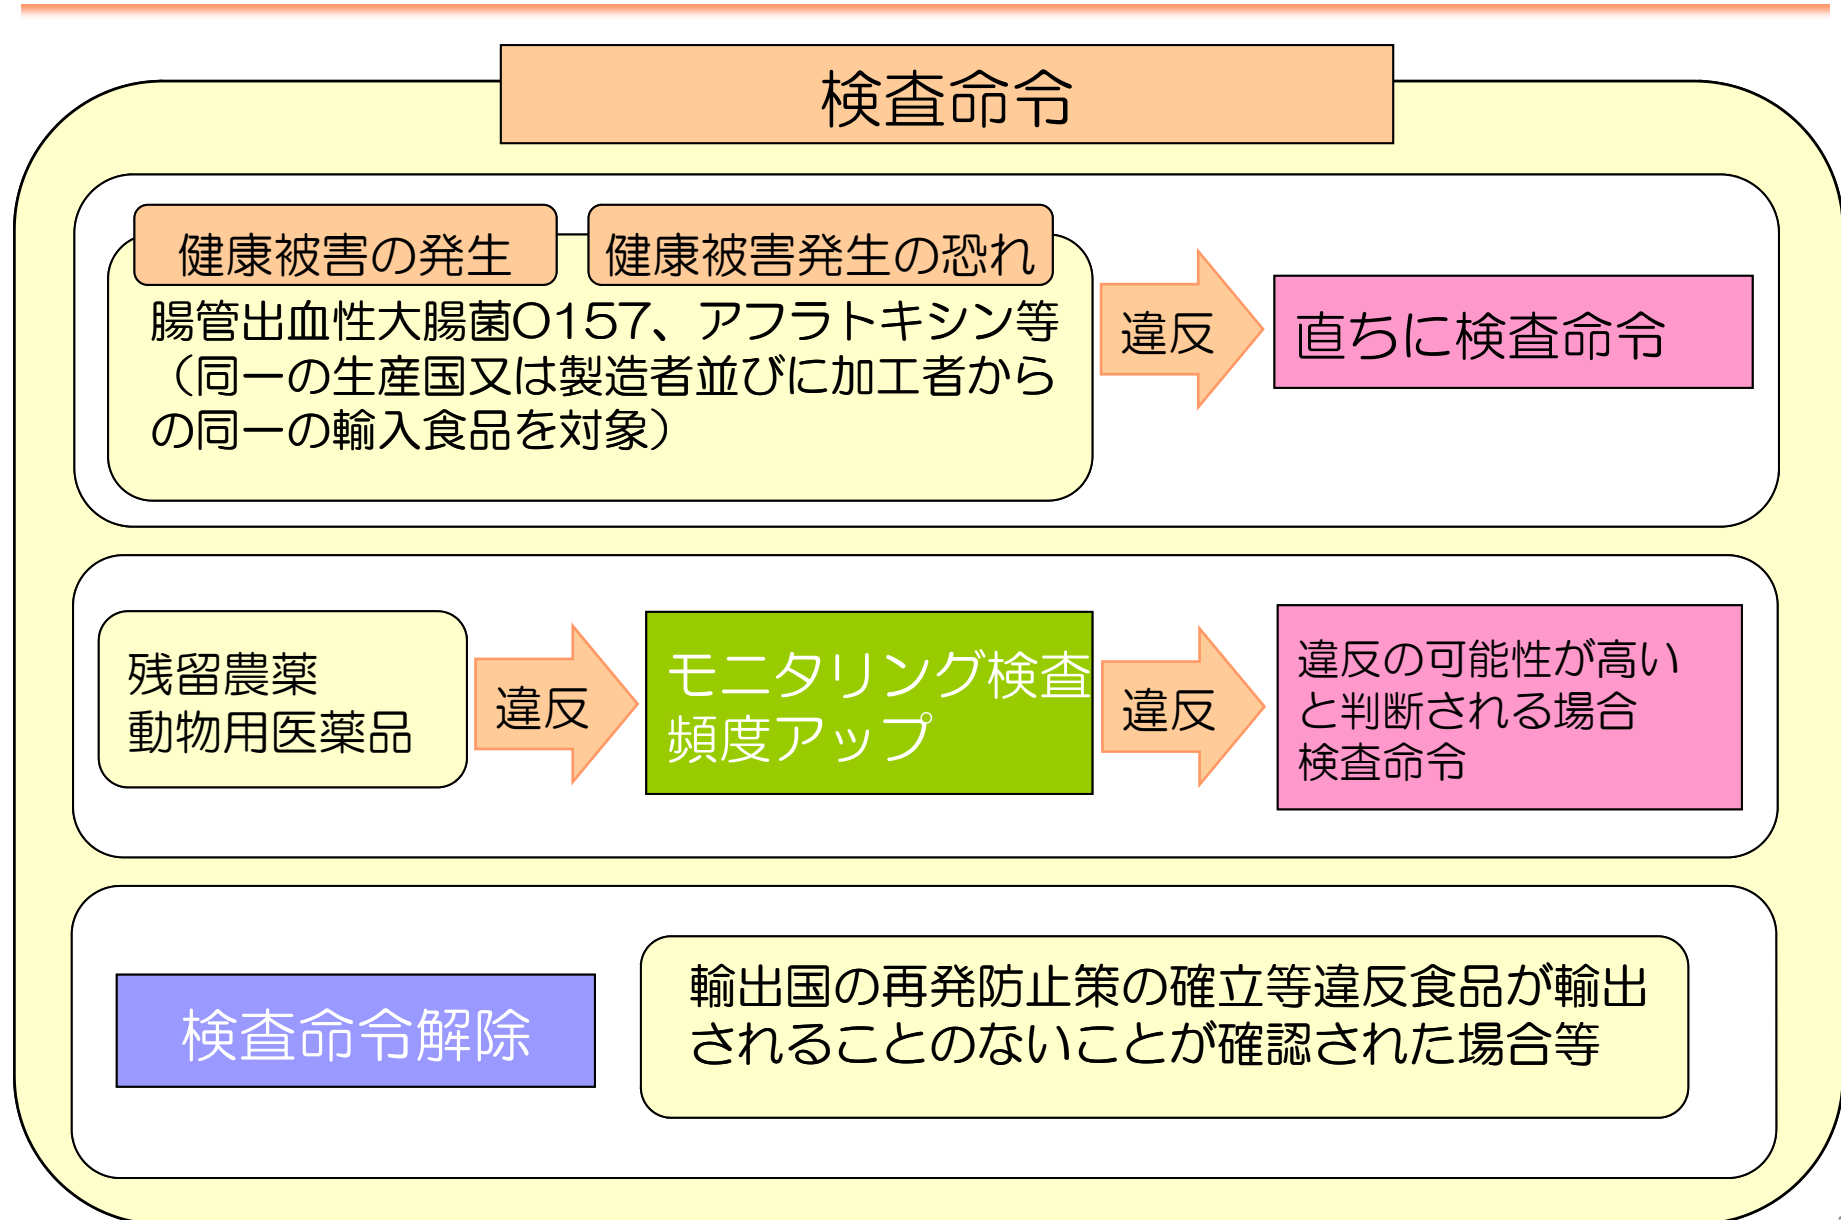 検査命令
健康被害の発生
健康被害発生の恐れ
腸管出血性大腸菌O157、アフラトキシン等
（同一の生産国又は製造者並びに加工者から
の同一の輸入食品を対象）
違反
直ちに検査命令
残留農薬
動物用医薬品
違反
モニタリング検査
頻度アップ
違反
違反の可能性が高い
と判断される場合
検査命令
検査命令解除
輸出国の再発防止策の確立等違反食品が輸出
されることのないことが確認された場合等